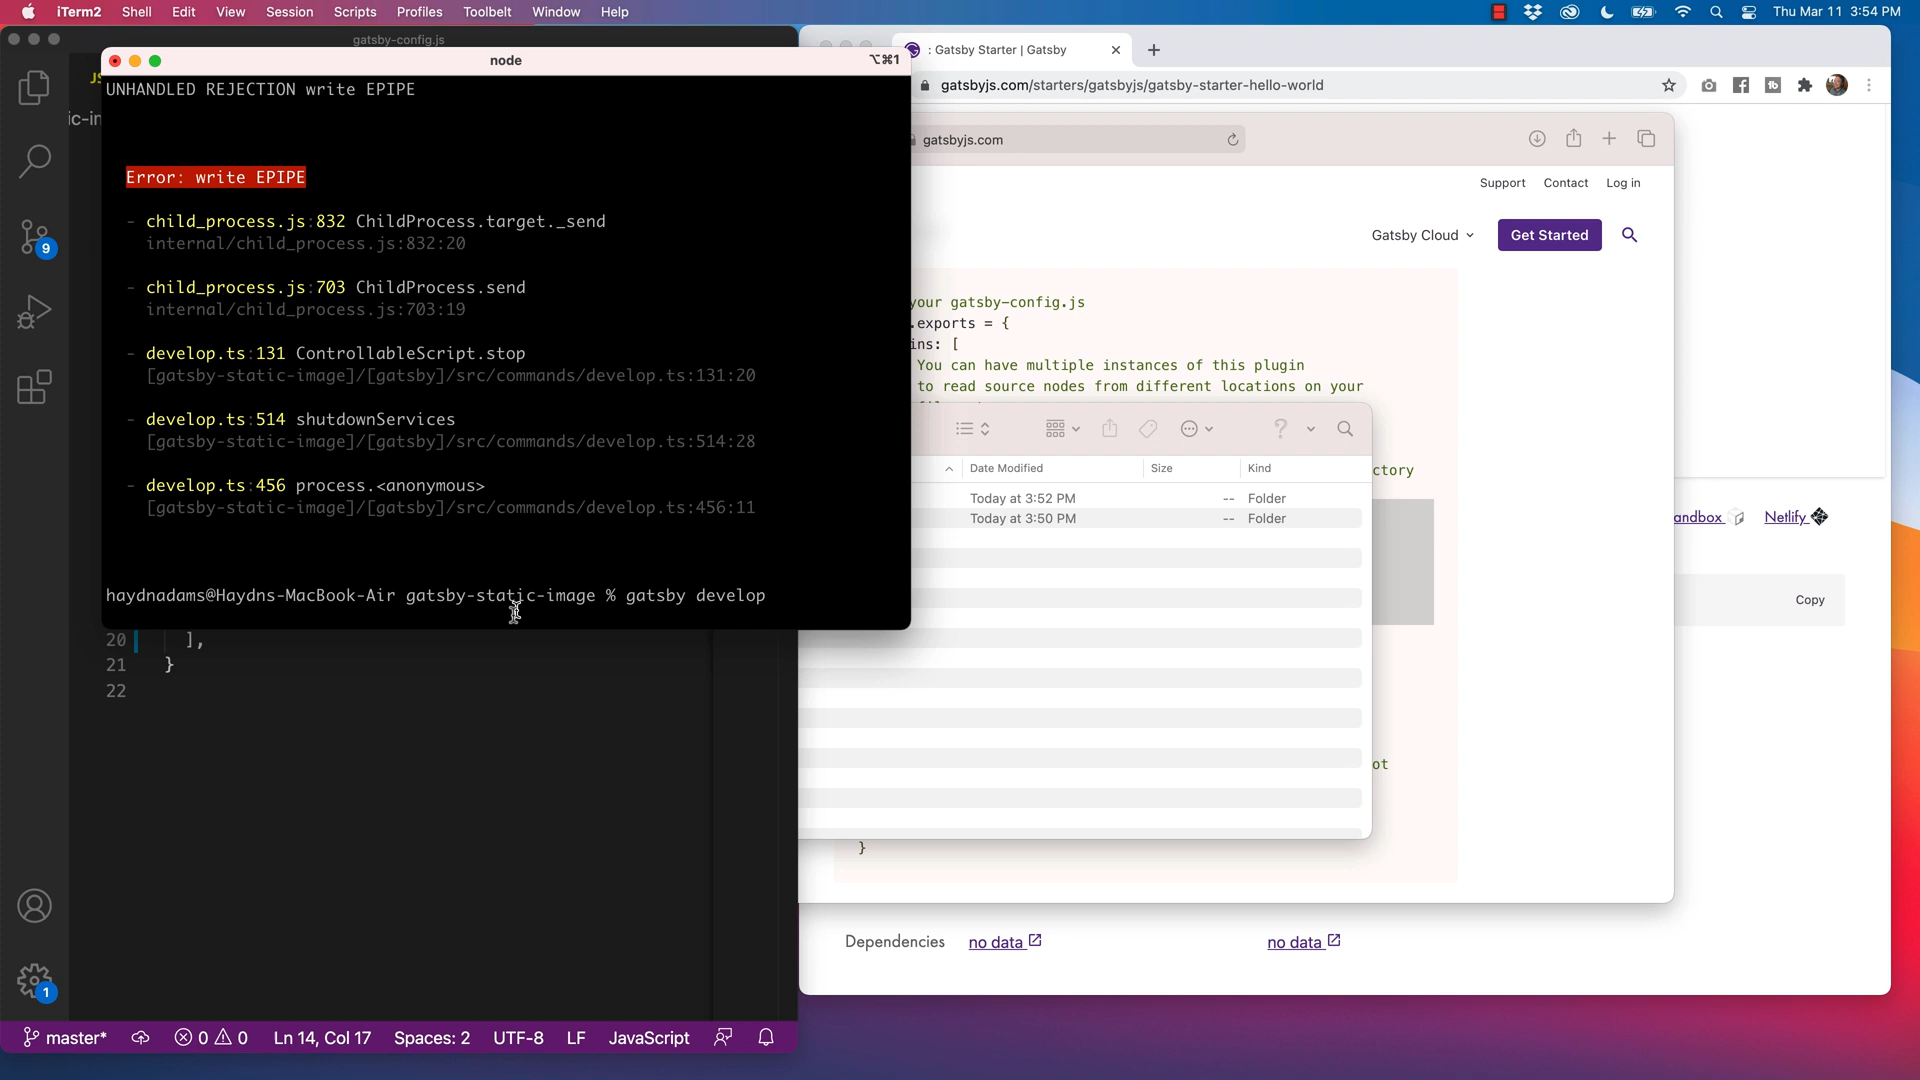 iTerm2 Shell Edit View Session Scripts Profiles Toolbelt Window Help Thu Mar 11 3:54 PM
gatsby-config.js
JS
ic-in
node ⌥⌘1
UNHANDLED REJECTION write EPIPE
Error: write EPIPE
- child_process.js:832 ChildProcess.target._send
internal/child_process.js:832:20
- child_process.js:703 ChildProcess.send
internal/child_process.js:703:19
- develop.ts:131 ControllableScript.stop
[gatsby-static-image]/[gatsby]/src/commands/develop.ts:131:20
- develop.ts:514 shutdownServices
[gatsby-static-image]/[gatsby]/src/commands/develop.ts:514:28
- develop.ts:456 process.<anonymous>
[gatsby-static-image]/[gatsby]/src/commands/develop.ts:456:11
haydnadams@Haydns-MacBook-Air gatsby-static-image % gatsby develop
20 ],
21 }
22
9
1
master* 0 0 Ln 14, Col 17 Spaces: 2 UTF-8 LF JavaScript
: Gatsby Starter | Gatsby
gatsbyjs.com/starters/gatsbyjs/gatsby-starter-hello-world
gatsbyjs.com
Support Contact Log in
Gatsby Cloud Get Started
your gatsby-config.js
.exports = {
ins: [
You can have multiple instances of this plugin
to read source nodes from different locations on your
Date Modified Size Kind
Today at 3:52 PM -- Folder
Today at 3:50 PM -- Folder
ctory
ot
}
andbox Netlify
Copy
Dependencies no data no data